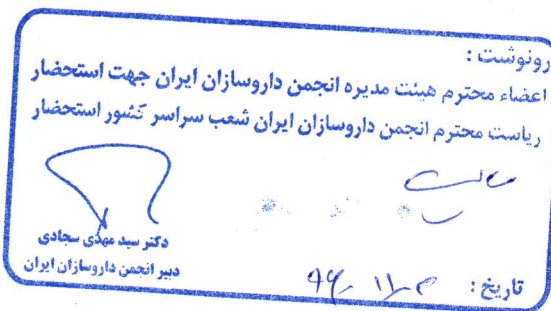 رونوشت :
اعضاء محترم هیئت مدیره انجمن داروسازان ایران جهت استحضار
ریاست محترم انجمن داروسازان ایران شعب سراسر کشور استحضار
دکتر سید مهدی سجادی
دبیر انجمن داروسازان ایران
تاریخ :